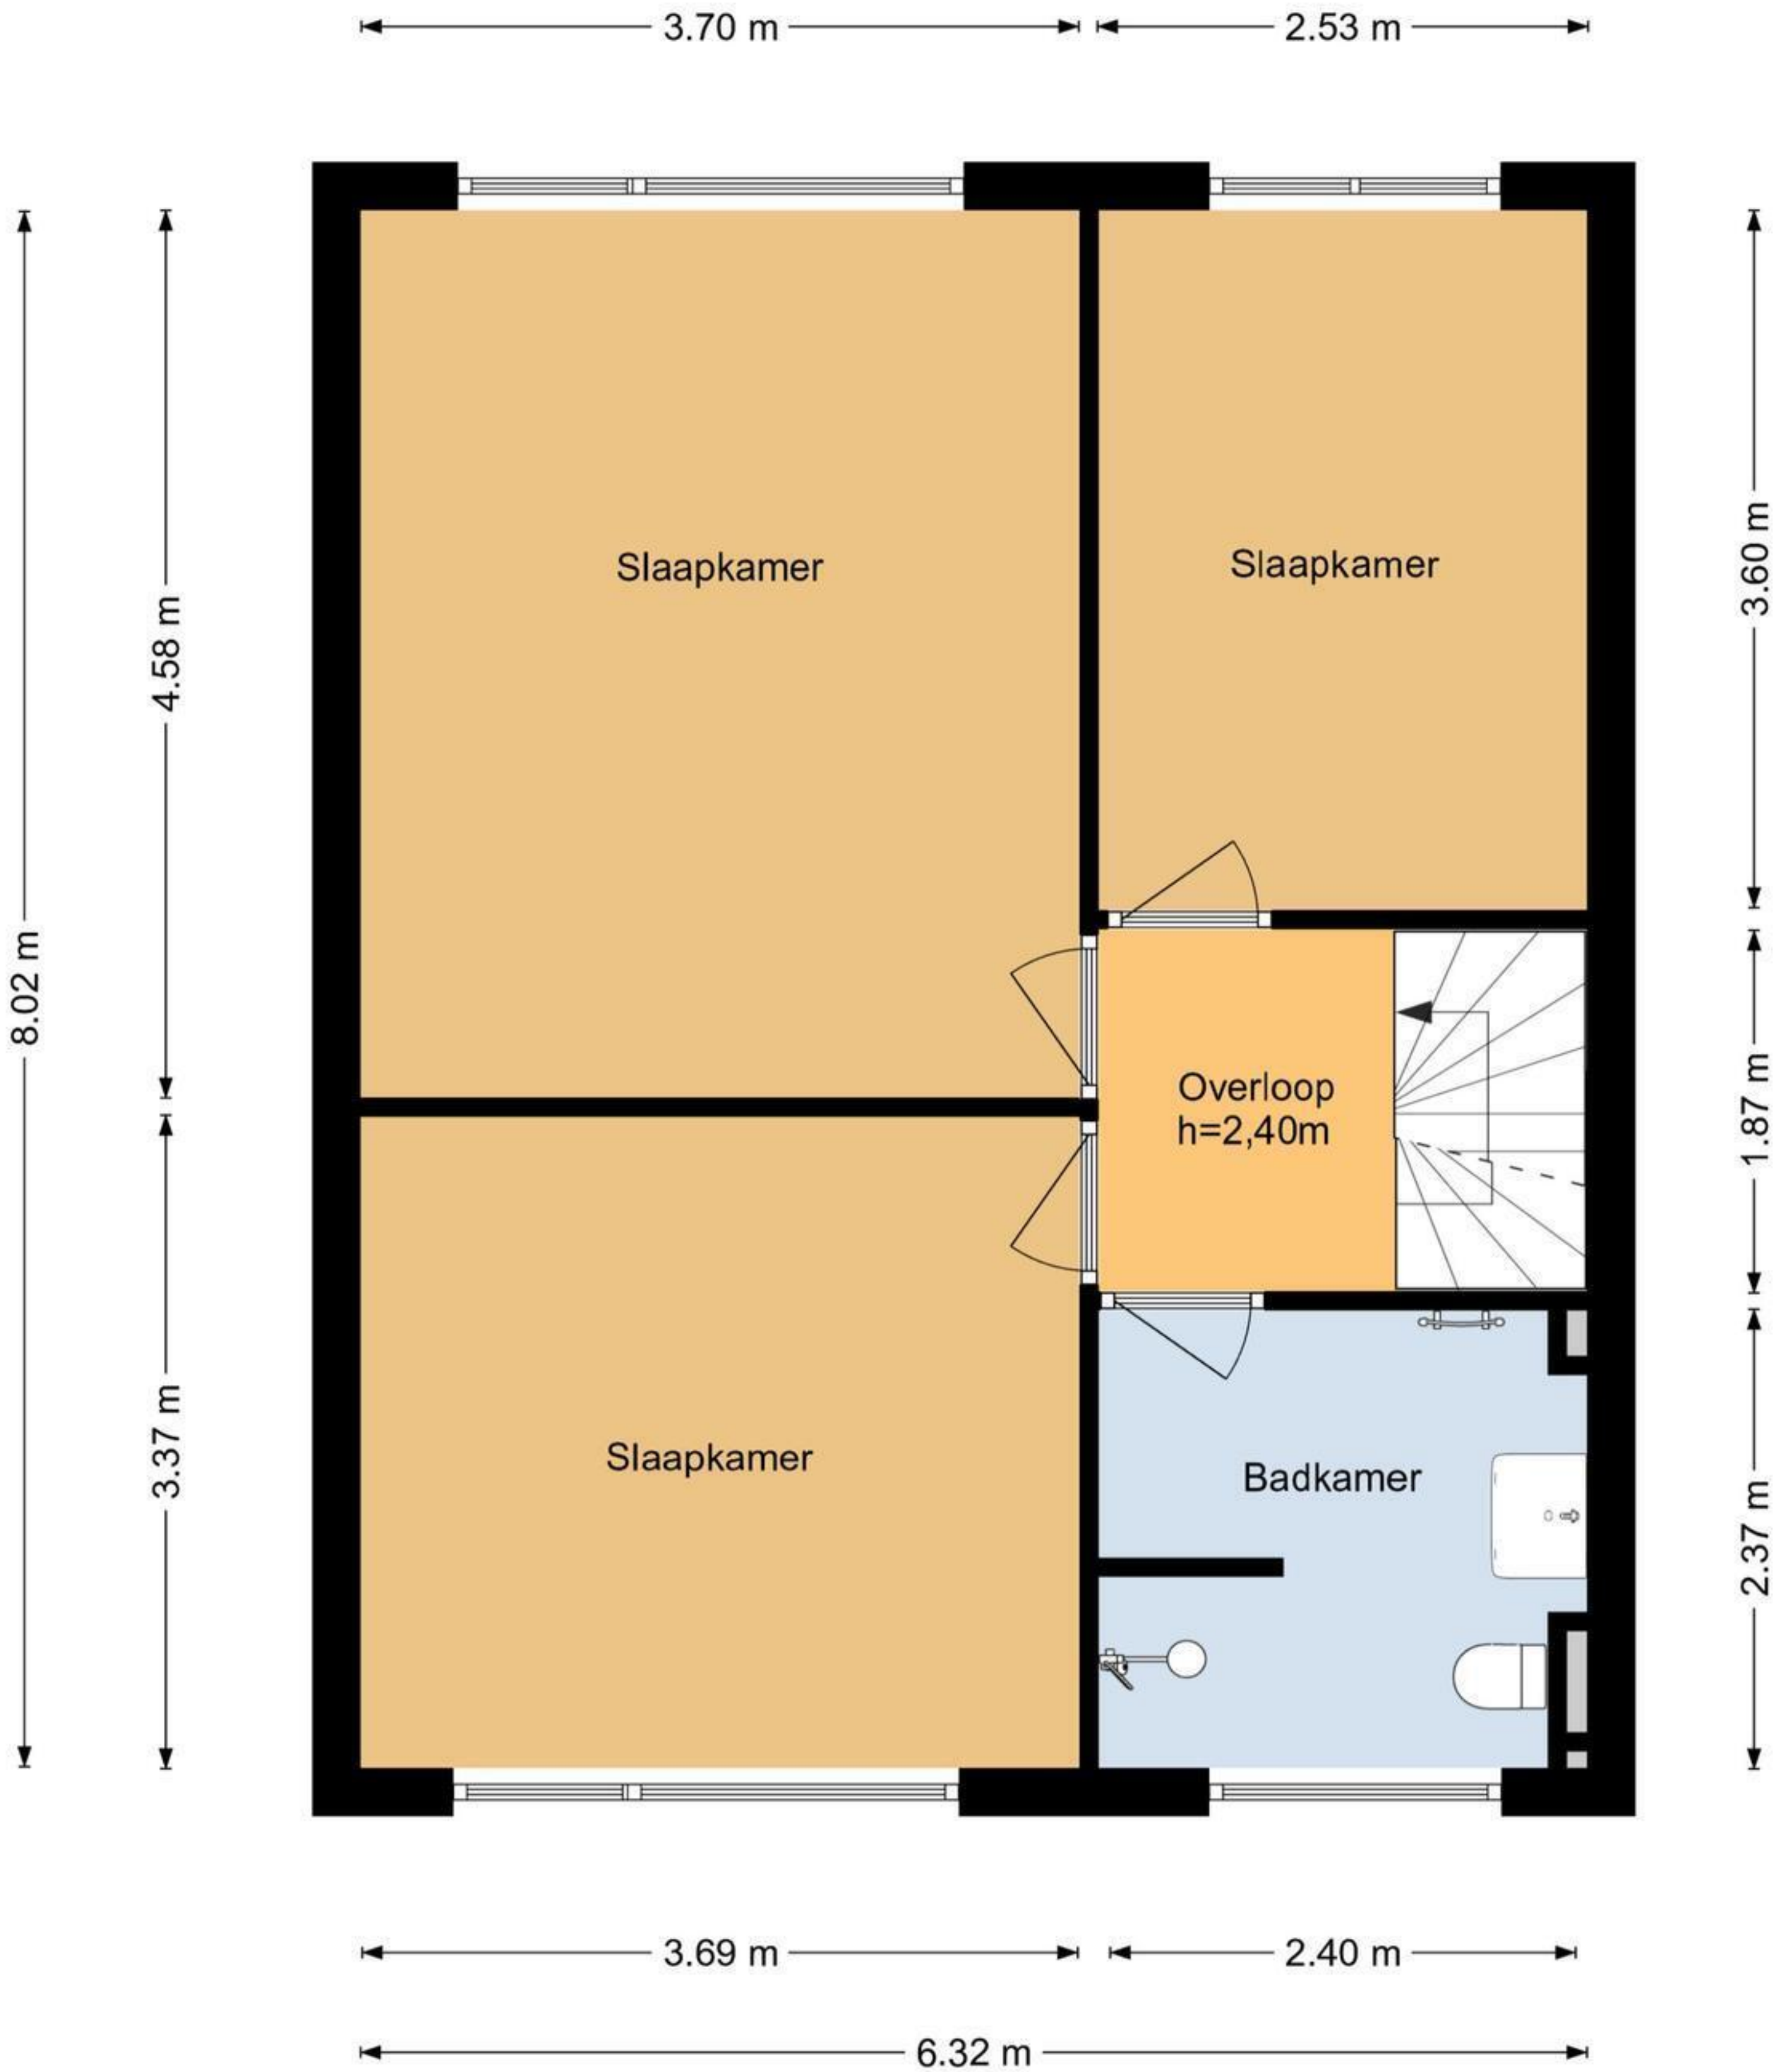 3.70 m
2.53 m
8.02 m
4.58 m
3.37 m
Slaapkamer
Slaapkamer
3.60 m
Overloop
h=2,40m
1.87 m
Slaapkamer
Badkamer
2.37 m
3.69 m
2.40 m
6.32 m